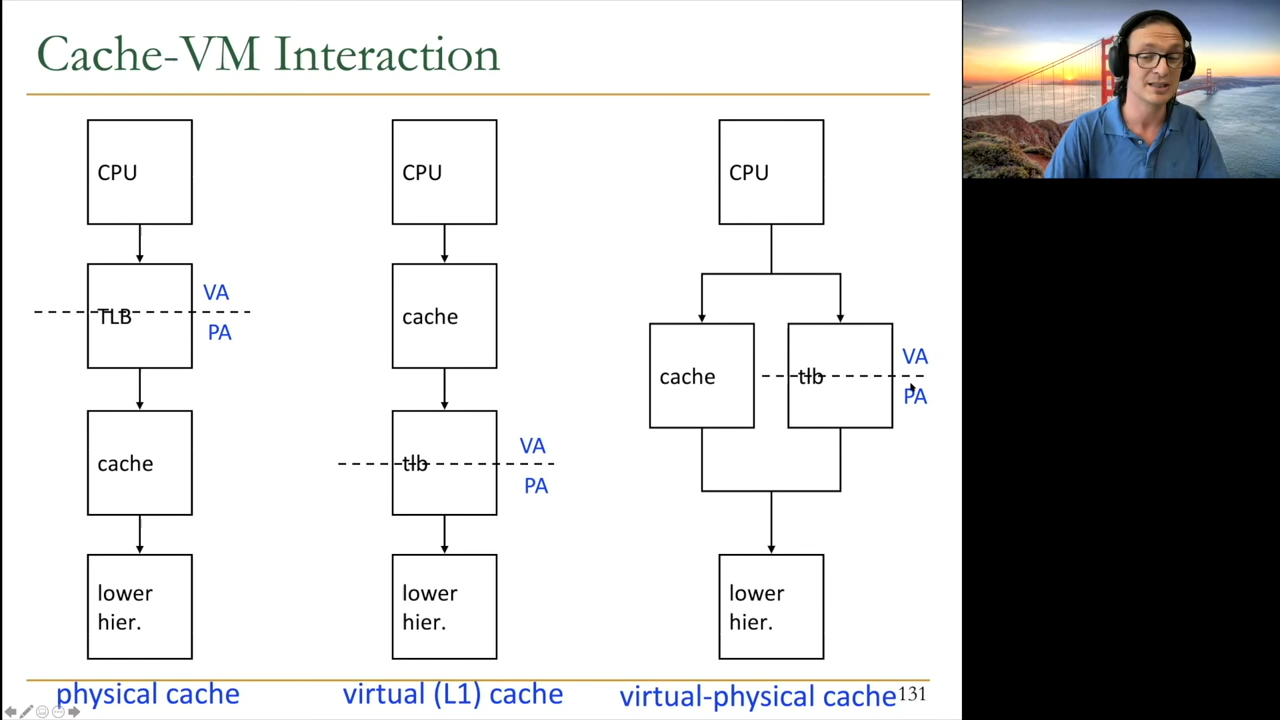 Cache-VM Interaction
CPU
TLB
VA
PA
cache
lower
hier.
physical cache
CPU
cache
tlb
VA
PA
lower
hier.
virtual (L1) cache
CPU
cache
tlb
VA
PA
lower
hier.
virtual-physical cache
131